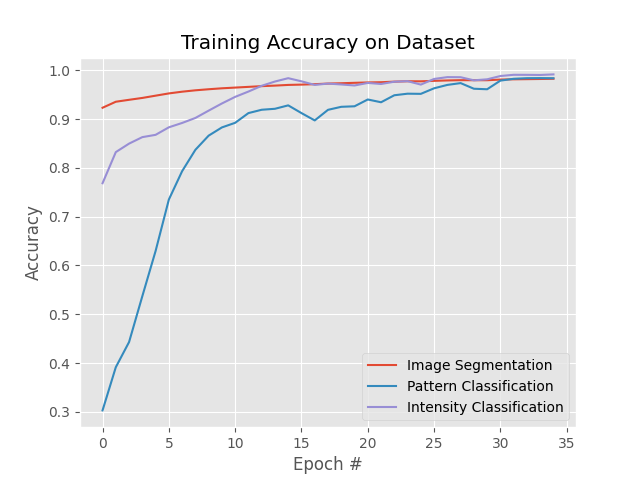 Training Accuracy on Dataset
1.0
0.9
0.8
0.7
0.6
0.5
0.4
0.3
Accuracy
Image Segmentation
Pattern Classification
Intensity Classification
0 5 10 15 20 25 30 35
Epoch #